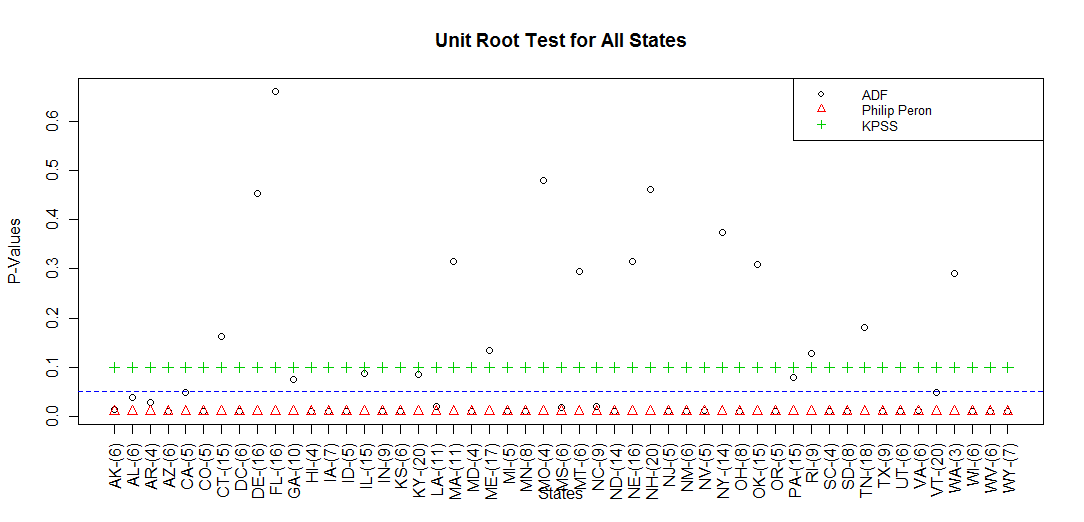 Unit Root Test for All States
ADF
Philip Peron
KPSS
P-Values
0.6
0.5
0.4
0.3
0.2
0.1
0.0
AK-(6)
AL-(6)
AR-(4)
AZ-(6)
CA-(5)
CO-(5)
CT-(15)
DC-(6)
DE-(16)
FL-(16)
GA-(10)
HI-(4)
IA-(7)
ID-(5)
IL-(15)
IN-(9)
KS-(6)
KY-(20)
LA-(11)
MA-(11)
MD-(4)
ME-(17)
MI-(5)
MN-(8)
MO-(4)
MS-(6)
MT-(6)
NC-(9)
ND-(14)
NE-(16)
NH-(20)
NJ-(5)
NM-(6)
NV-(5)
NY-(14)
OH-(8)
OK-(15)
OR-(5)
PA-(15)
RI-(9)
SC-(4)
SD-(8)
TN-(18)
TX-(9)
UT-(6)
VA-(6)
VT-(20)
WA-(3)
WI-(6)
WV-(6)
WY-(7)
States